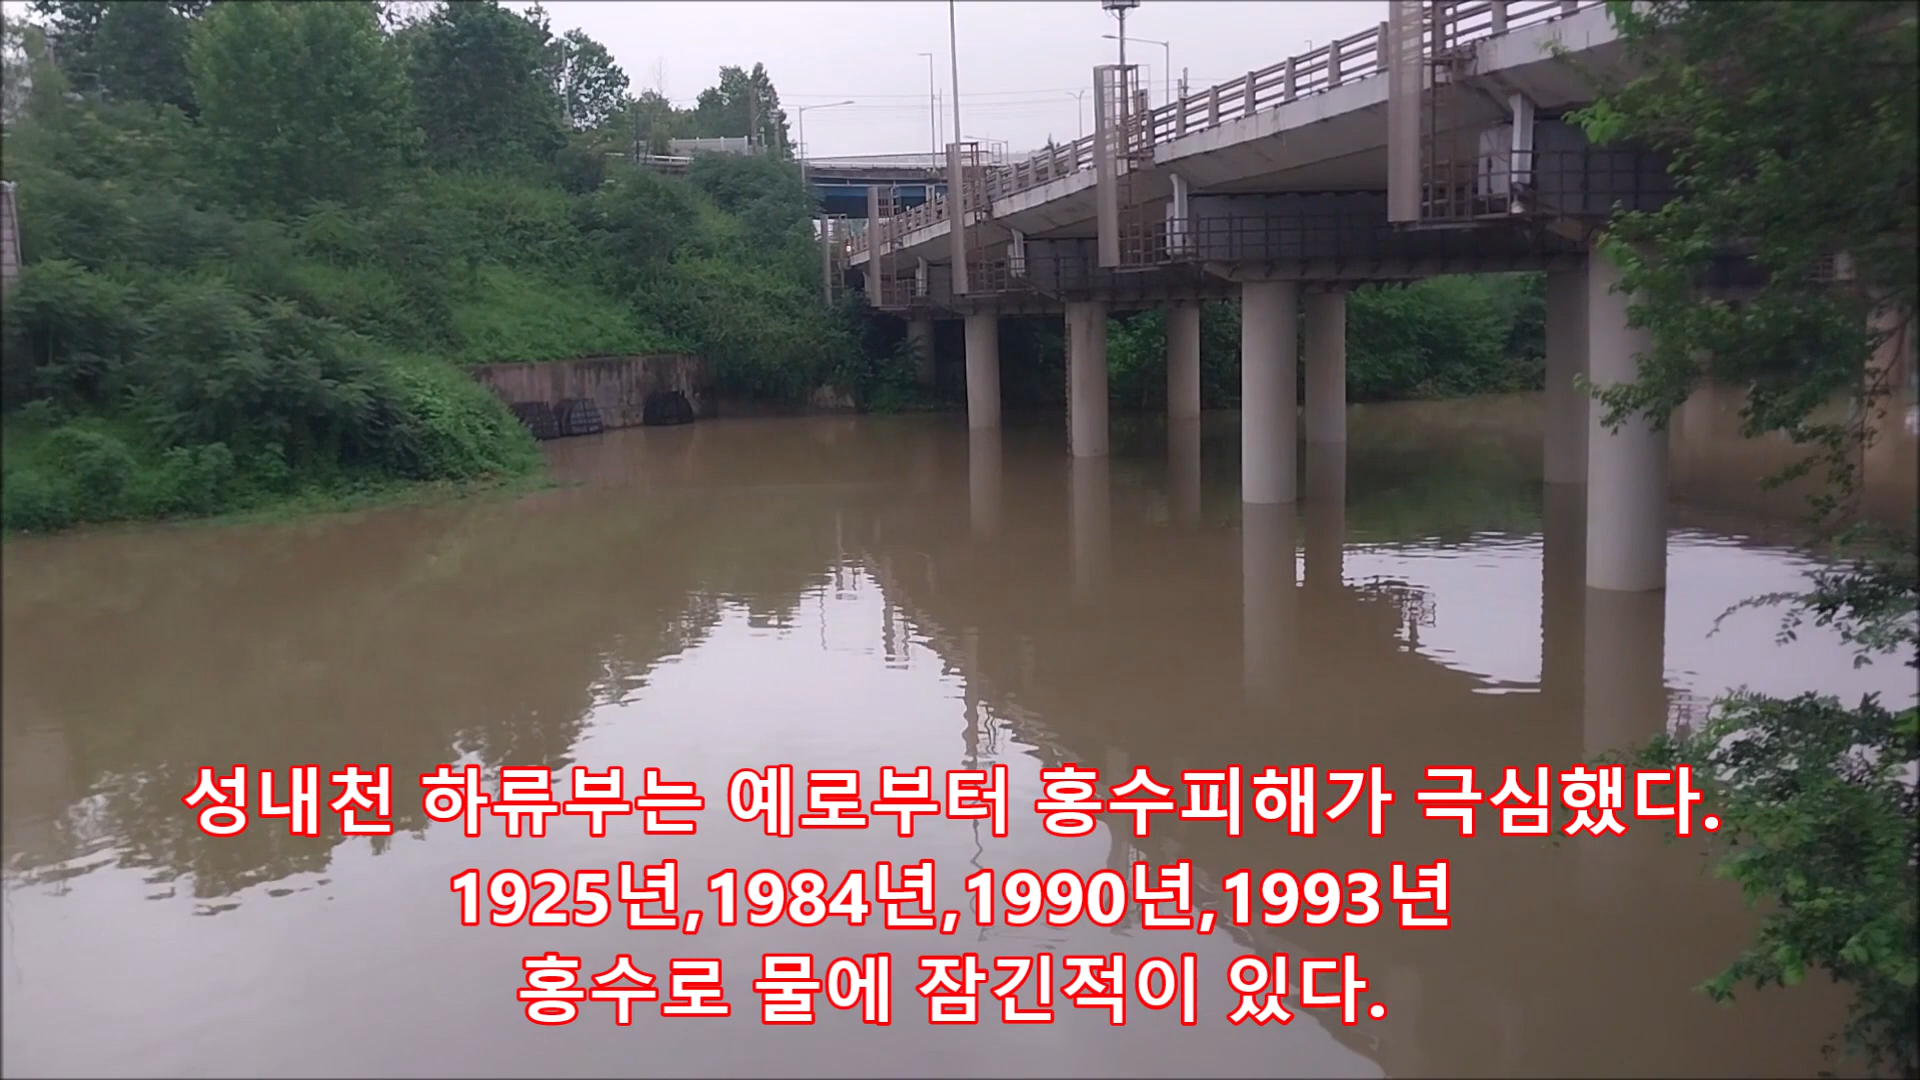 성내천 하류부는 예로부터 홍수피해가 극심했다.
1925년,1984년,1990년,1993년
홍수로 물에 잠긴적이 있다.